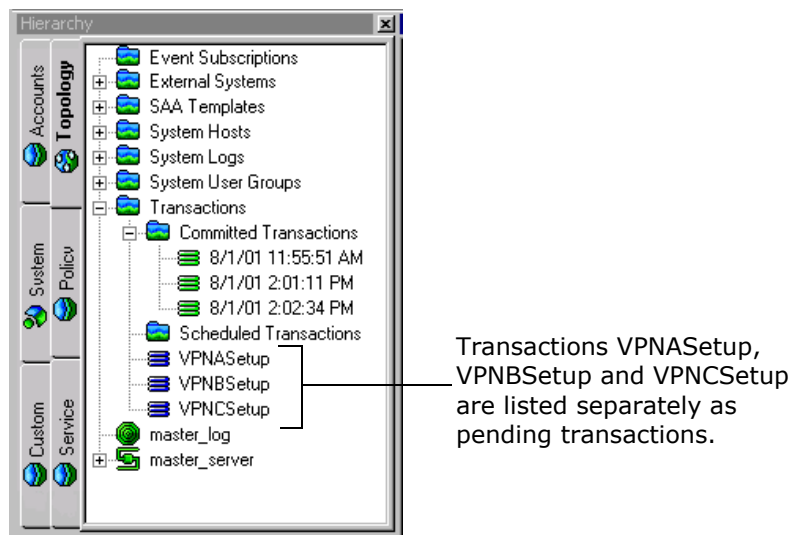 Hierarchy
Accounts
Topology
System
Policy
Custom
Service
Event Subscriptions
External Systems
SAA Templates
System Hosts
System Logs
System User Groups
Transactions
Committed Transactions
8/1/01 11:55:51 AM
8/1/01 2:01:11 PM
8/1/01 2:02:34 PM
Scheduled Transactions
VPNASetup
VPNBSetup
VPNCSetup
master_log
master_server
Transactions VPNASetup,
VPNBSetup and VPNCSetup
are listed separately as
pending transactions.